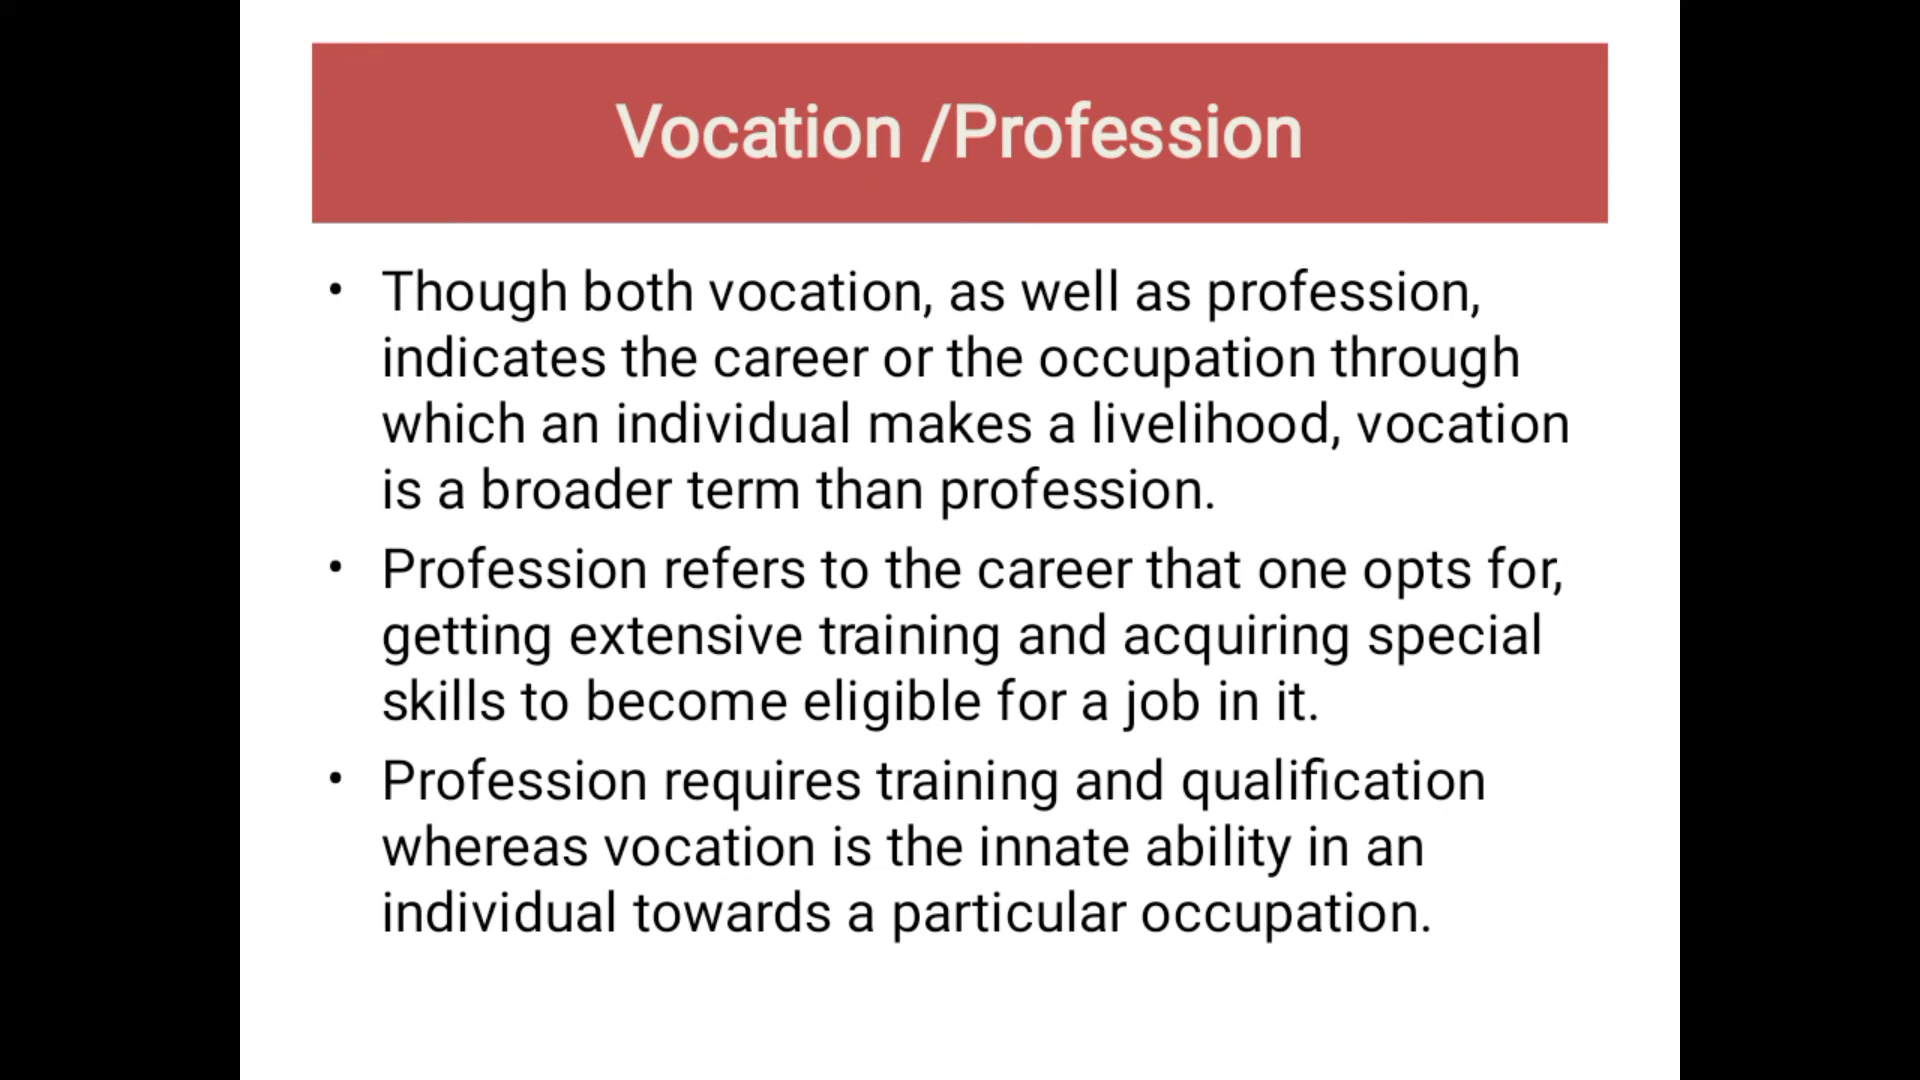 Vocation /Profession
• Though both vocation, as well as profession,
indicates the career or the occupation through
which an individual makes a livelihood, vocation
is a broader term than profession.
• Profession refers to the career that one opts for,
getting extensive training and acquiring special
skills to become eligible for a job in it.
• Profession requires training and qualification
whereas vocation is the innate ability in an
individual towards a particular occupation.